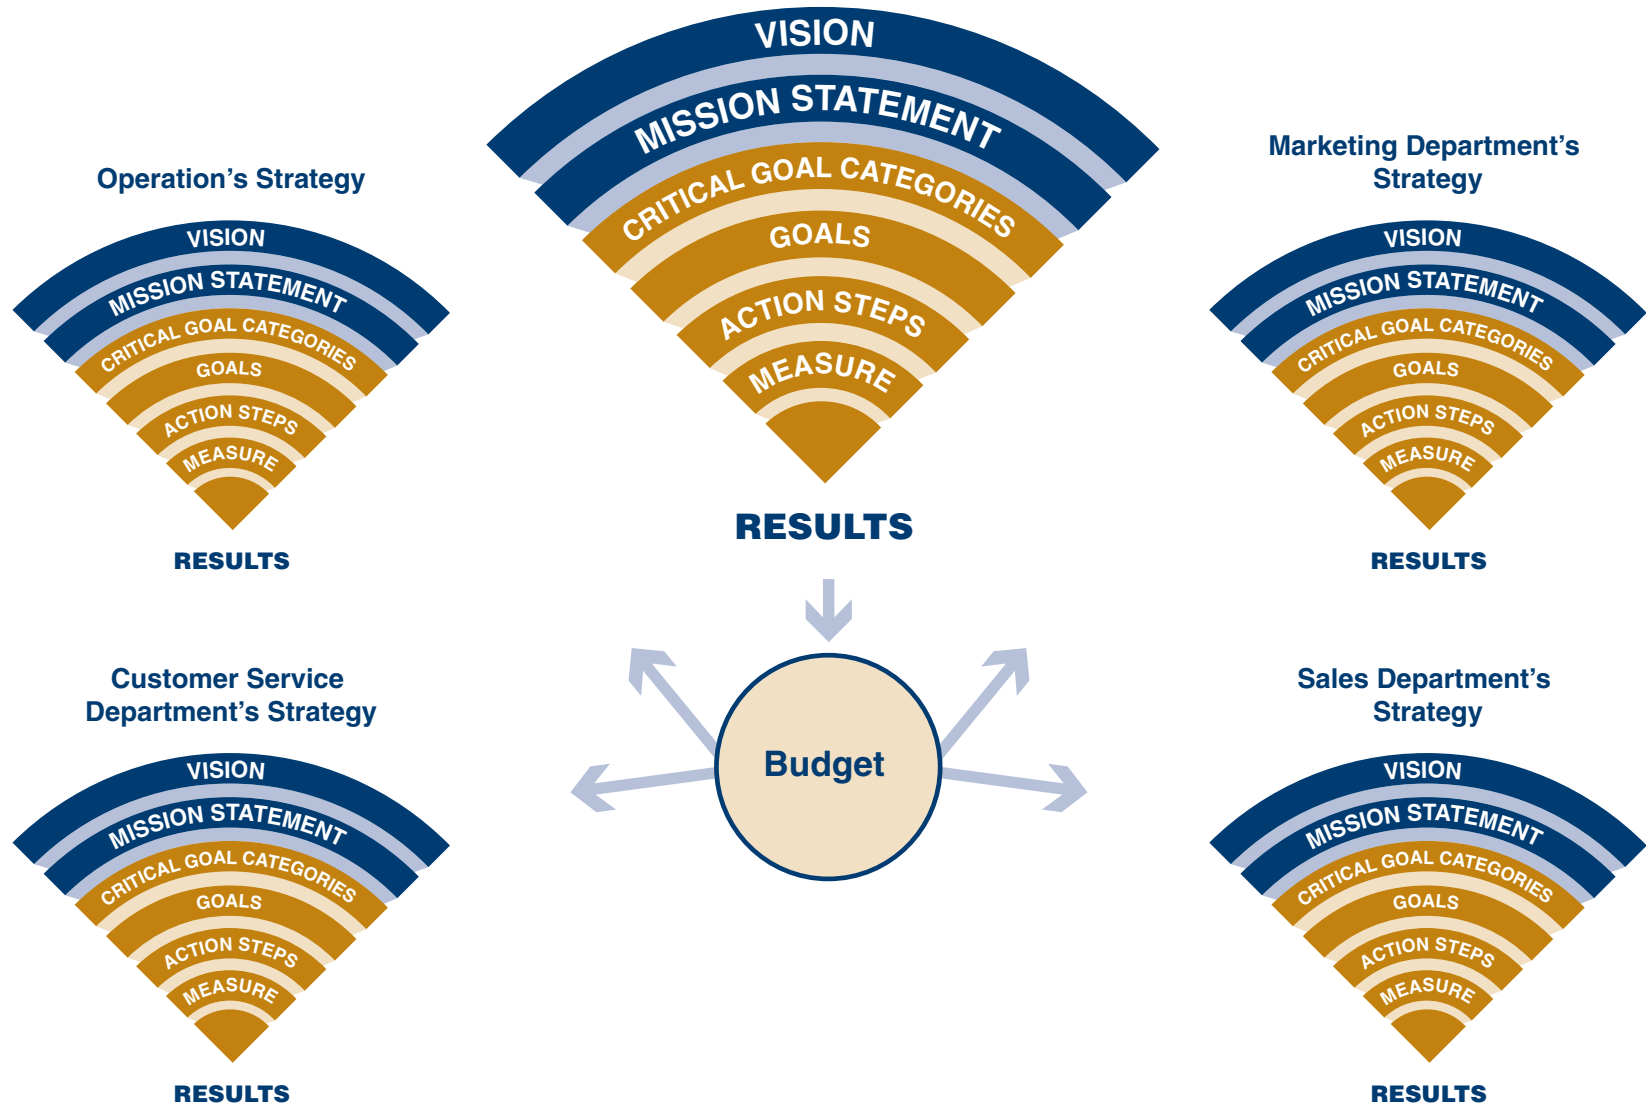 VISION
MISSION STATEMENT
CRITICAL GOAL CATEGORIES
GOALS
ACTION STEPS
MEASURE
RESULTS
Operation's Strategy
VISION
MISSION STATEMENT
CRITICAL GOAL CATEGORIES
GOALS
ACTION STEPS
MEASURE
RESULTS
Marketing Department's
Strategy
VISION
MISSION STATEMENT
CRITICAL GOAL CATEGORIES
GOALS
ACTION STEPS
MEASURE
RESULTS
Budget
Customer Service
Department's Strategy
VISION
MISSION STATEMENT
CRITICAL GOAL CATEGORIES
GOALS
ACTION STEPS
MEASURE
RESULTS
Sales Department's
Strategy
VISION
MISSION STATEMENT
CRITICAL GOAL CATEGORIES
GOALS
ACTION STEPS
MEASURE
RESULTS